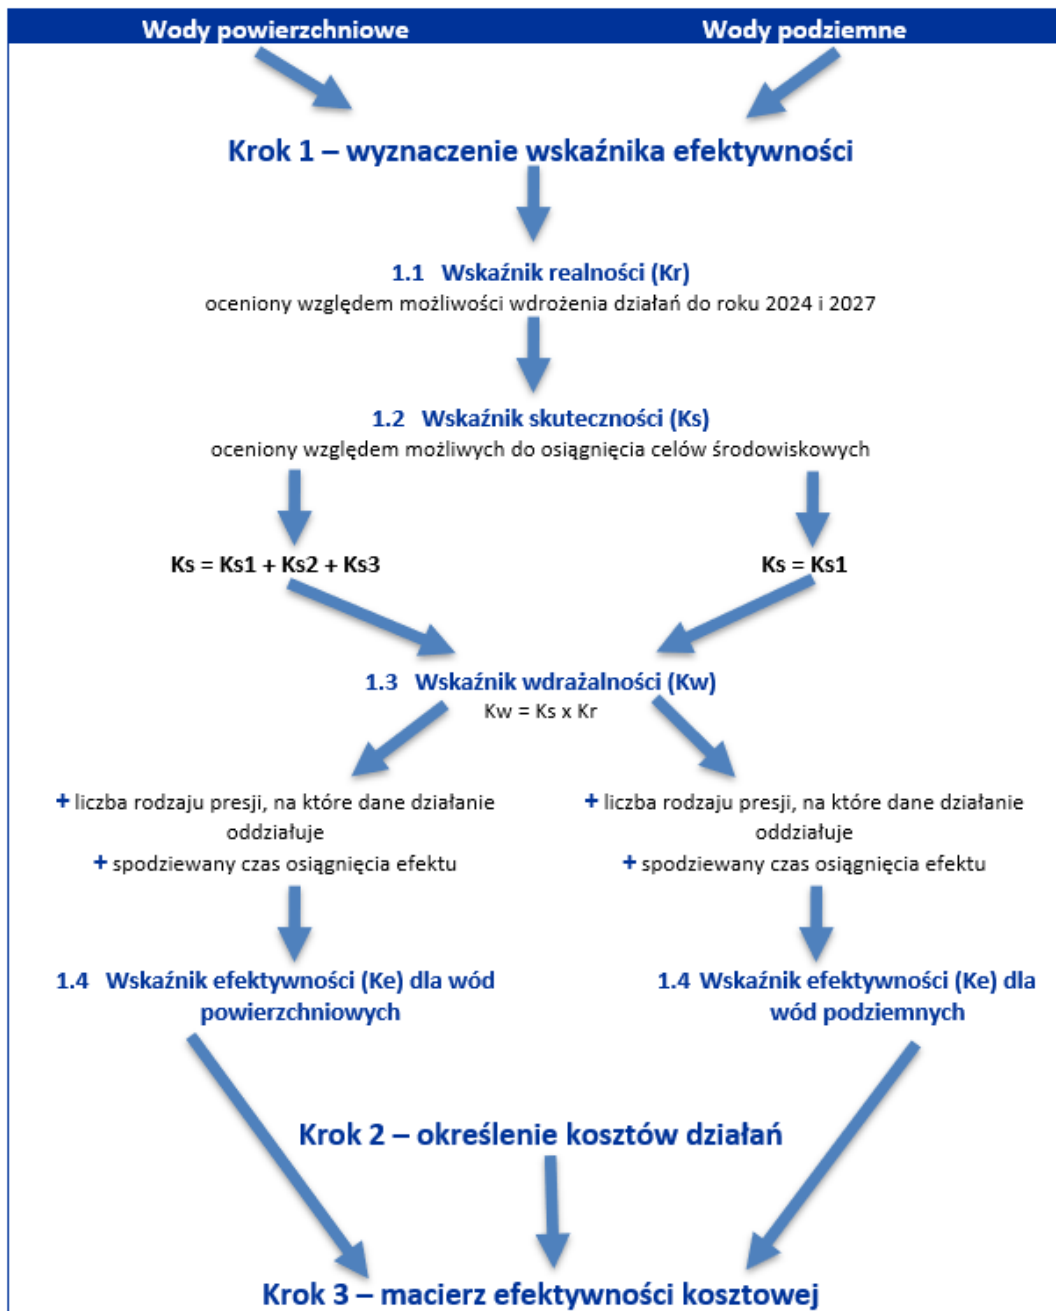 Wody powierzchniowe
Wody podziemne
Krok 1 – wyznaczenie wskaźnika efektywności
1.1 Wskaźnik realności (Kr)
oceniony względem możliwości wdrożenia działań do roku 2024 i 2027
1.2 Wskaźnik skuteczności (Ks)
oceniony względem możliwych do osiągnięcia celów środowiskowych
Ks = Ks1 + Ks2 + Ks3
Ks = Ks1
1.3 Wskaźnik wdrażalności (Kw)
Kw = Ks x Kr
+ liczba rodzaju presji, na które dane działanie
oddziałuje
+ spodziewany czas osiągnięcia efektu
+ liczba rodzaju presji, na które dane działanie
oddziałuje
+ spodziewany czas osiągnięcia efektu
1.4 Wskaźnik efektywności (Ke) dla wód
powierzchniowych
1.4 Wskaźnik efektywności (Ke) dla
wód podziemnych
Krok 2 – określenie kosztów działań
Krok 3 – macierz efektywności kosztowej